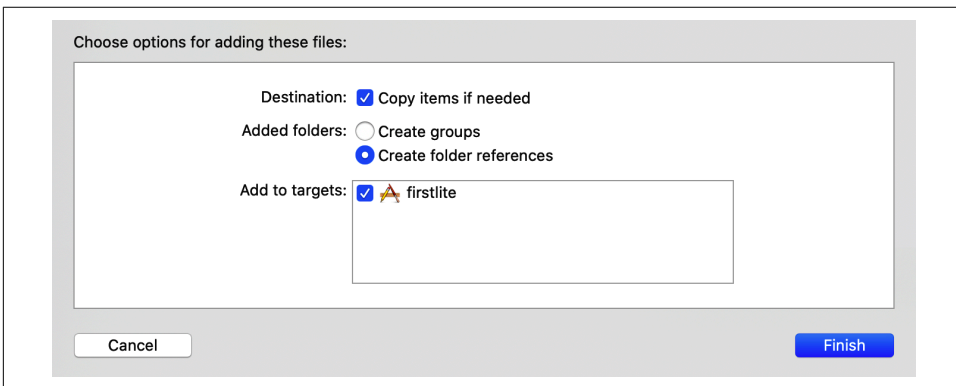 Choose options for adding these files:
Destination: Copy items if needed
Added folders: Create groups
Create folder references
Add to targets: firstlite
Cancel Finish